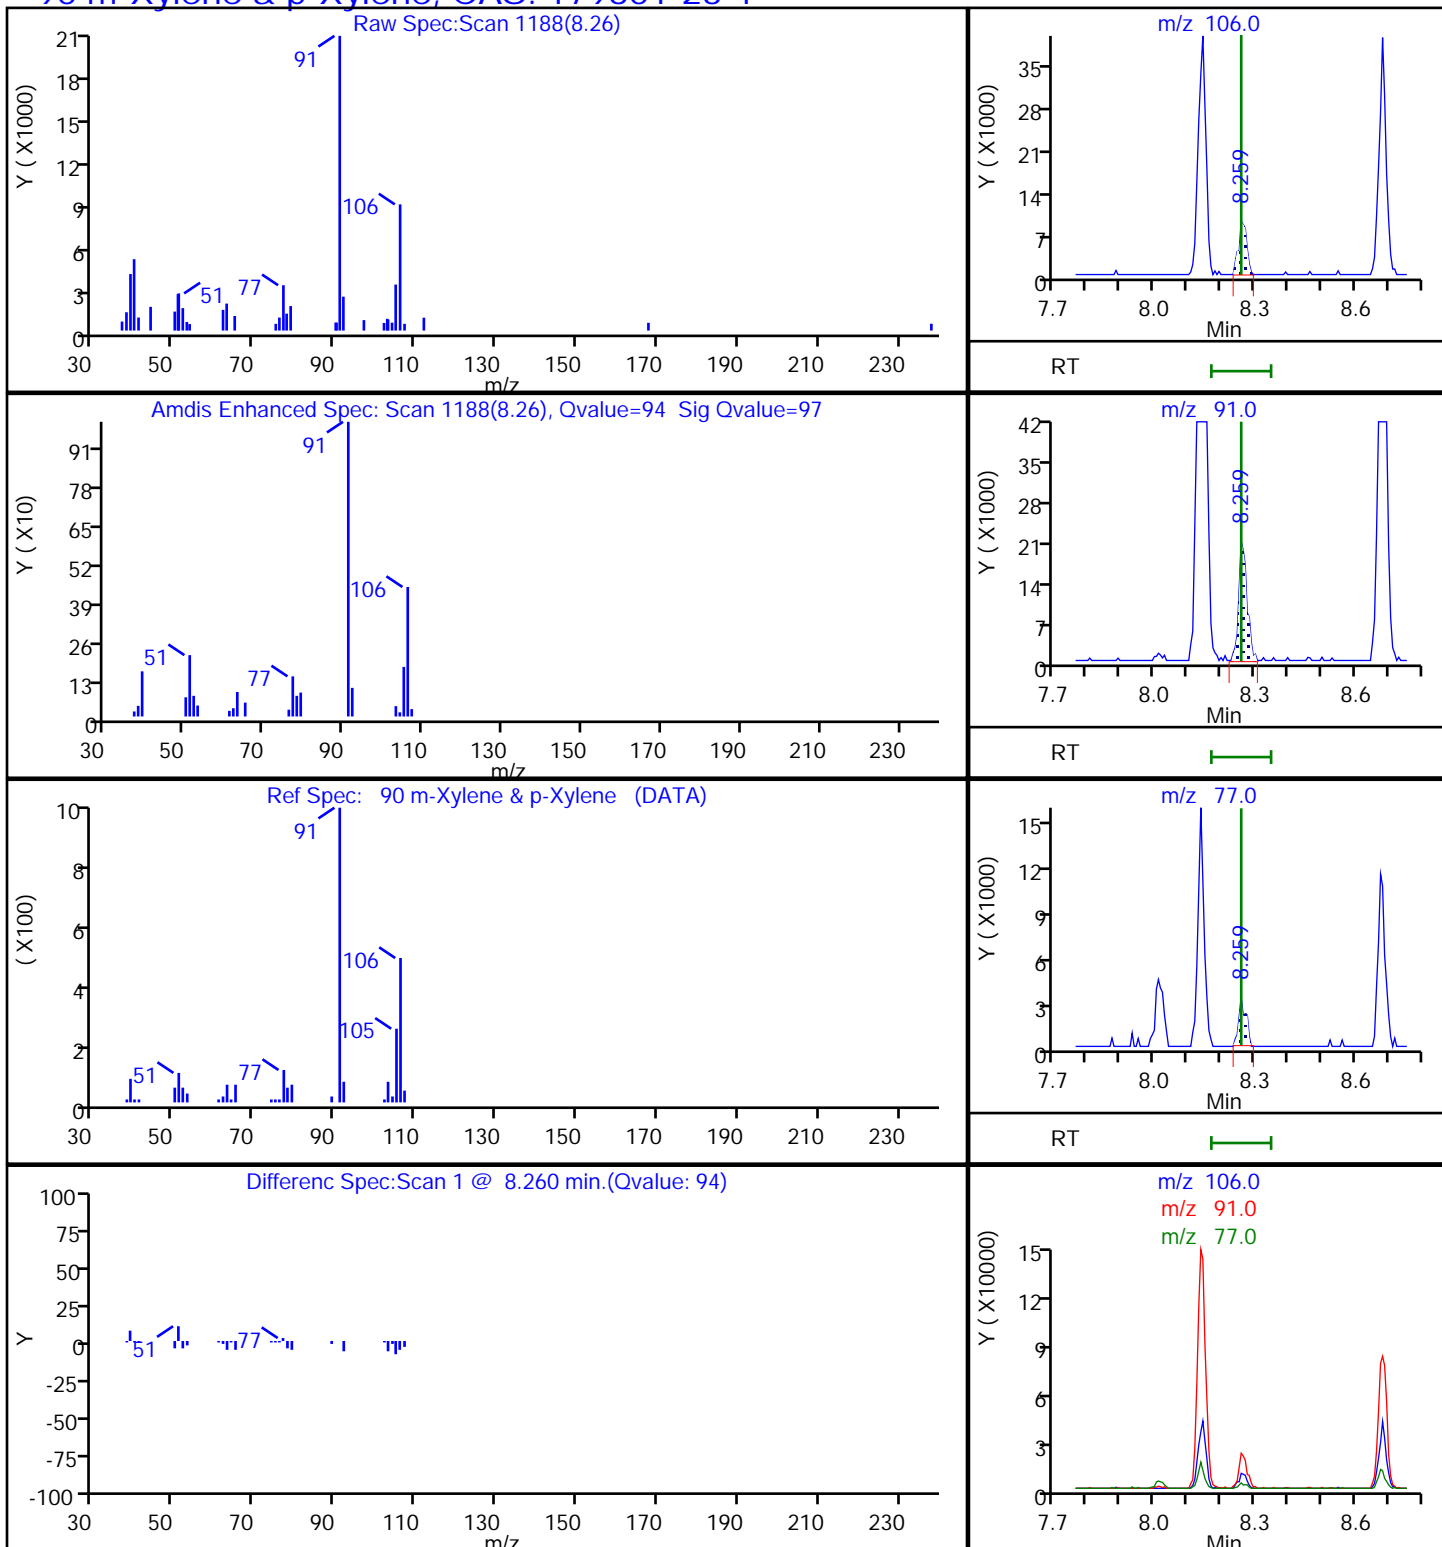 90 m-Xylene & p-Xylene, CAS: 179601-23-1
Raw Spec:Scan 1188(8.26)
Y ( X1000)
21
18
15
12
9
6
3
0
91
106
51
77
30 50 70 90 110 130 150 170 190 210 230
m/z
m/z 106.0
Y ( X1000)
35
28
21
14
7
0
8.259
7.7 8.0 8.3 8.6
Min
RT
Amdis Enhanced Spec: Scan 1188(8.26), Qvalue=94 Sig Qvalue=97
Y ( X10)
91
78
65
52
39
26
13
0
91
106
51
77
30 50 70 90 110 130 150 170 190 210 230
m/z
m/z 91.0
Y ( X1000)
42
35
28
21
14
7
0
8.259
7.7 8.0 8.3 8.6
Min
RT
Ref Spec: 90 m-Xylene & p-Xylene (DATA)
( X100)
10
8
6
4
2
0
91
106
105
51
77
30 50 70 90 110 130 150 170 190 210 230
m/z 77.0
Y ( X1000)
15
12
9
6
3
0
8.259
7.7 8.0 8.3 8.6
Min
RT
Differenc Spec:Scan 1 @ 8.260 min.(Qvalue: 94)
Y
100
75
50
25
0
-25
-50
-75
-100
51
77
30 50 70 90 110 130 150 170 190 210 230
m/z
m/z 106.0
m/z 91.0
m/z 77.0
Y ( X10000)
15
12
9
6
3
0
7.7 8.0 8.3 8.6
Min